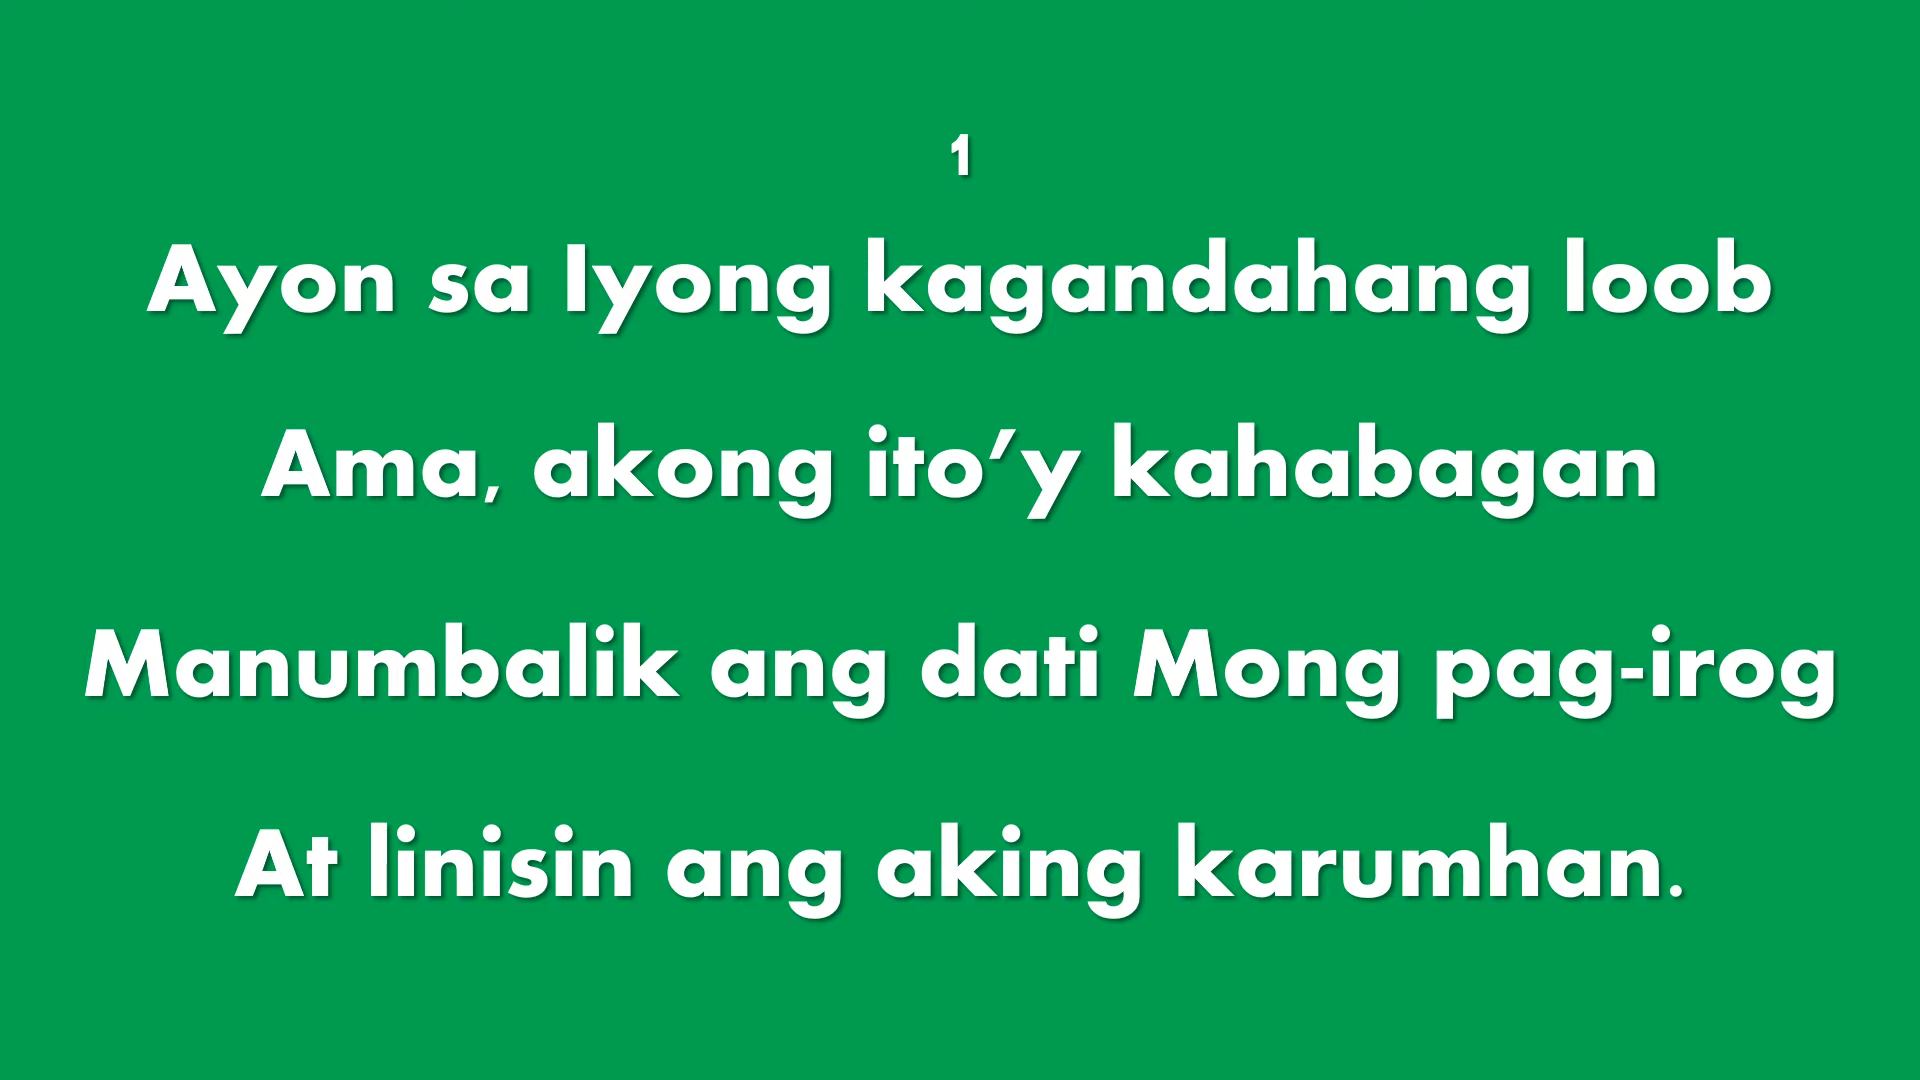 1
Ayon sa Iyong kagandahang loob
Ama, akong ito’y kahabagan
Manumbalik ang dati Mong pag-irog
At linisin ang aking karumhan.